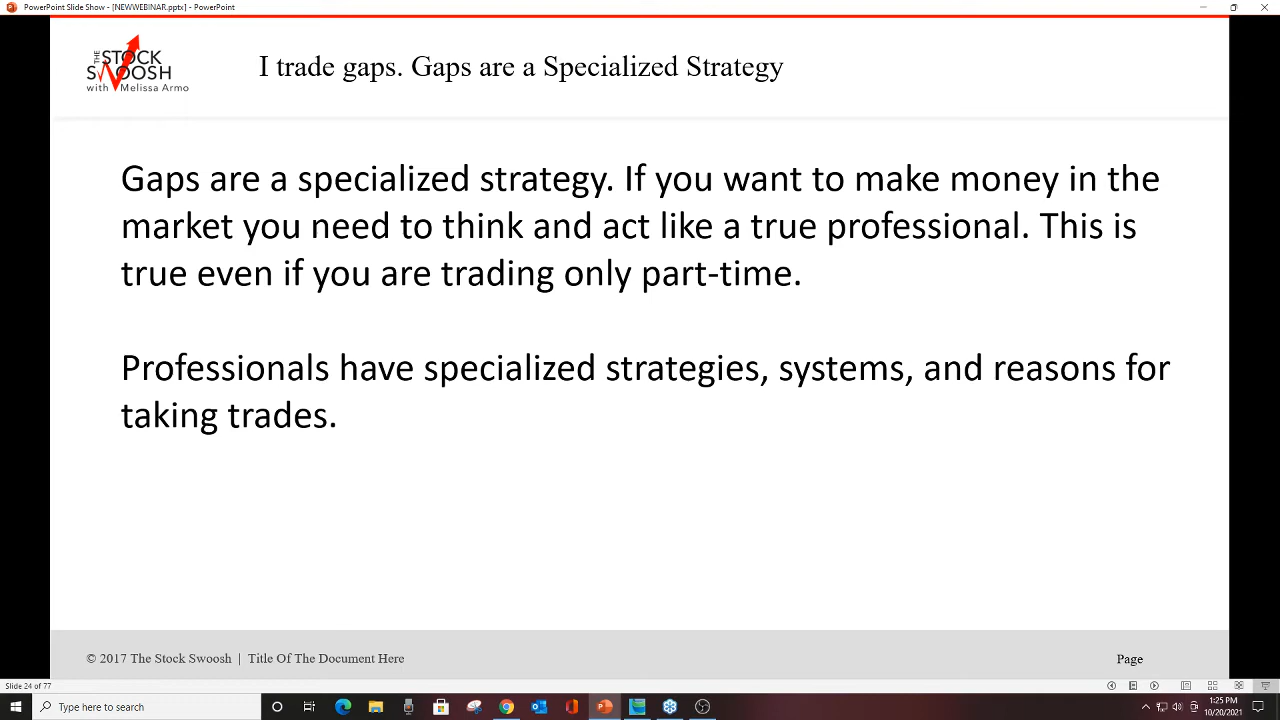 PowerPoint Slide Show - [NEWWEBINAR.pptx] - PowerPoint
THE STOCK
SWOOSH
with Melissa Armo
I trade gaps. Gaps are a Specialized Strategy
Gaps are a specialized strategy. If you want to make money in the
market you need to think and act like a true professional. This is
true even if you are trading only part-time.
Professionals have specialized strategies, systems, and reasons for
taking trades.
© 2017 The Stock Swoosh | Title Of The Document Here
Page
Slide 24 of 77
Type here to search
1:25 PM
10/20/2021